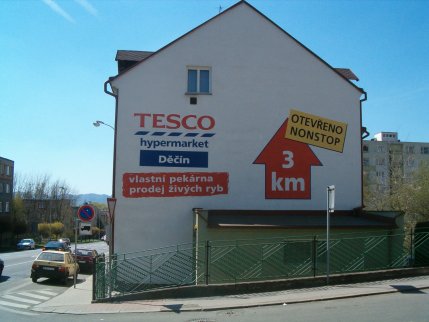 TESCO
hypermarket
Děčín
vlastní pekárna
prodej živých ryb
OTEVŘENO
NONSTOP
3
km